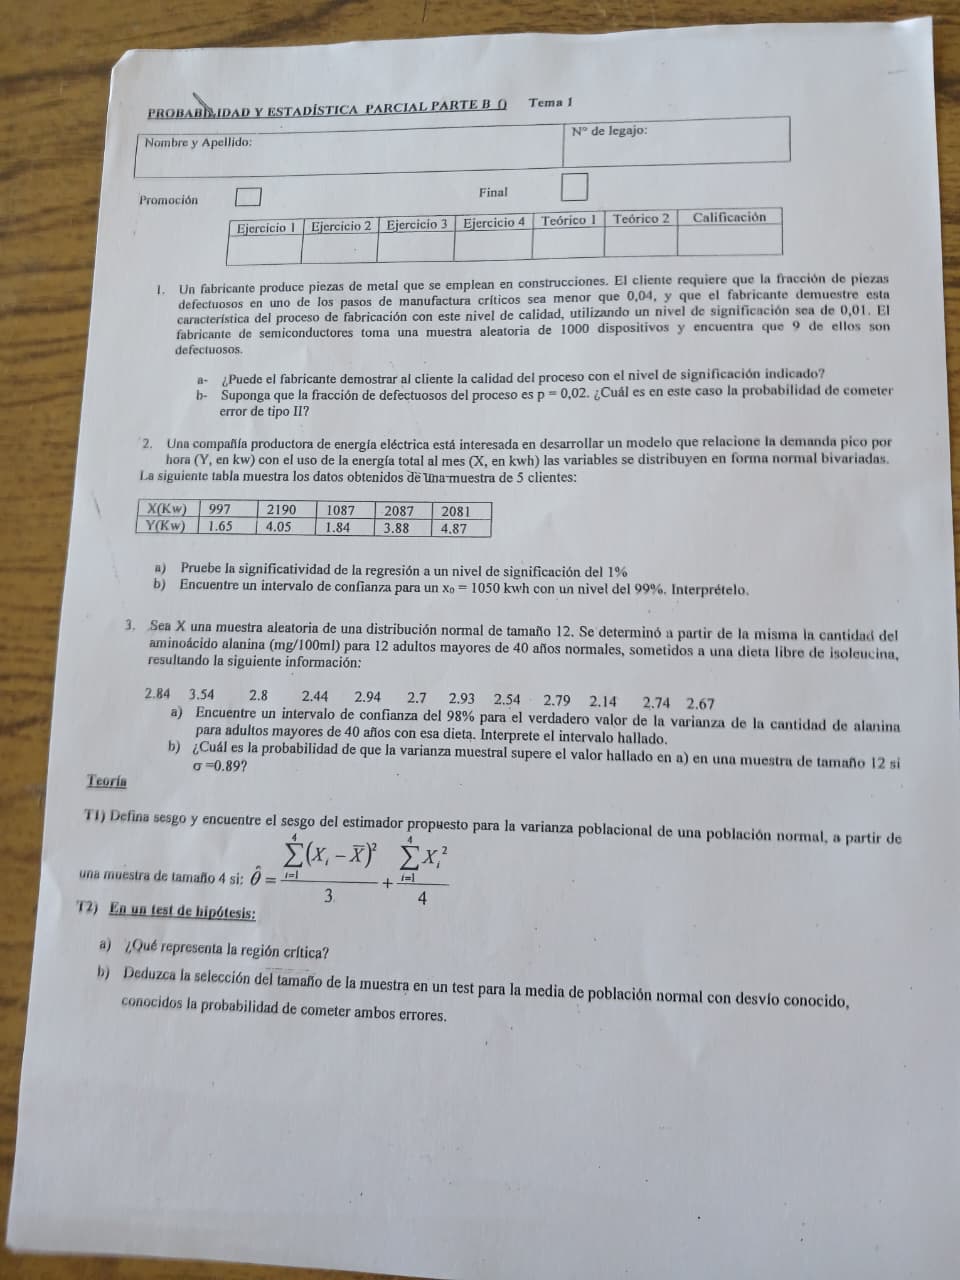 PROBABILIDAD Y ESTADÍSTICA PARCIAL PARTE B () Tema 1
Nombre y Apellido: N° de legajo:
Promoción Final
Ejercicio 1 Ejercicio 2 Ejercicio 3 Ejercicio 4 Teórico 1 Teórico 2 Calificación
1. Un fabricante produce piezas de metal que se emplean en construcciones. El cliente requiere que la fracción de piezas
defectuosos en uno de los pasos de manufactura críticos sea menor que 0,04, y que el fabricante demuestre esta
característica del proceso de fabricación con este nivel de calidad, utilizando un nivel de significación sea de 0,01. El
fabricante de semiconductores toma una muestra aleatoria de 1000 dispositivos y encuentra que 9 de ellos son
defectuosos.
a- ¿Puede el fabricante demostrar al cliente la calidad del proceso con el nivel de significación indicado?
b- Suponga que la fracción de defectuosos del proceso es p = 0,02. ¿Cuál es en este caso la probabilidad de cometer
error de tipo II?
2. Una compañía productora de energía eléctrica está interesada en desarrollar un modelo que relacione la demanda pico por
hora (Y, en kw) con el uso de la energía total al mes (X, en kwh) las variables se distribuyen en forma normal bivariadas.
La siguiente tabla muestra los datos obtenidos de una muestra de 5 clientes:
X(Kw) 997 2190 1087 2087 2081
Y(Kw) 1.65 4.05 1.84 3.88 4.87
a) Pruebe la significatividad de la regresión a un nivel de significación del 1%
b) Encuentre un intervalo de confianza para un x₀ = 1050 kwh con un nivel del 99%. Interprételo.
3. Sea X una muestra aleatoria de una distribución normal de tamaño 12. Se determinó a partir de la misma la cantidad del
aminoácido alanina (mg/100ml) para 12 adultos mayores de 40 años normales, sometidos a una dieta libre de isoleucina,
resultando la siguiente información:
2.84 3.54 2.8 2.44 2.94 2.7 2.93 2.54 2.79 2.14 2.74 2.67
a) Encuentre un intervalo de confianza del 98% para el verdadero valor de la varianza de la cantidad de alanina
para adultos mayores de 40 años con esa dieta. Interprete el intervalo hallado.
b) ¿Cuál es la probabilidad de que la varianza muestral supere el valor hallado en a) en una muestra de tamaño 12 si
σ =0.89?
Teoría
T1) Defina sesgo y encuentre el sesgo del estimador propuesto para la varianza poblacional de una población normal, a partir de
una muestra de tamaño 4 si: θ̂ = ∑_{i=1}^{4}(X_i − X̄)² / 3 + ∑_{i=1}^{4} X_i² / 4
T2) En un test de hipótesis:
a) ¿Qué representa la región crítica?
b) Deduzca la selección del tamaño de la muestra en un test para la media de población normal con desvío conocido,
conocidos la probabilidad de cometer ambos errores.